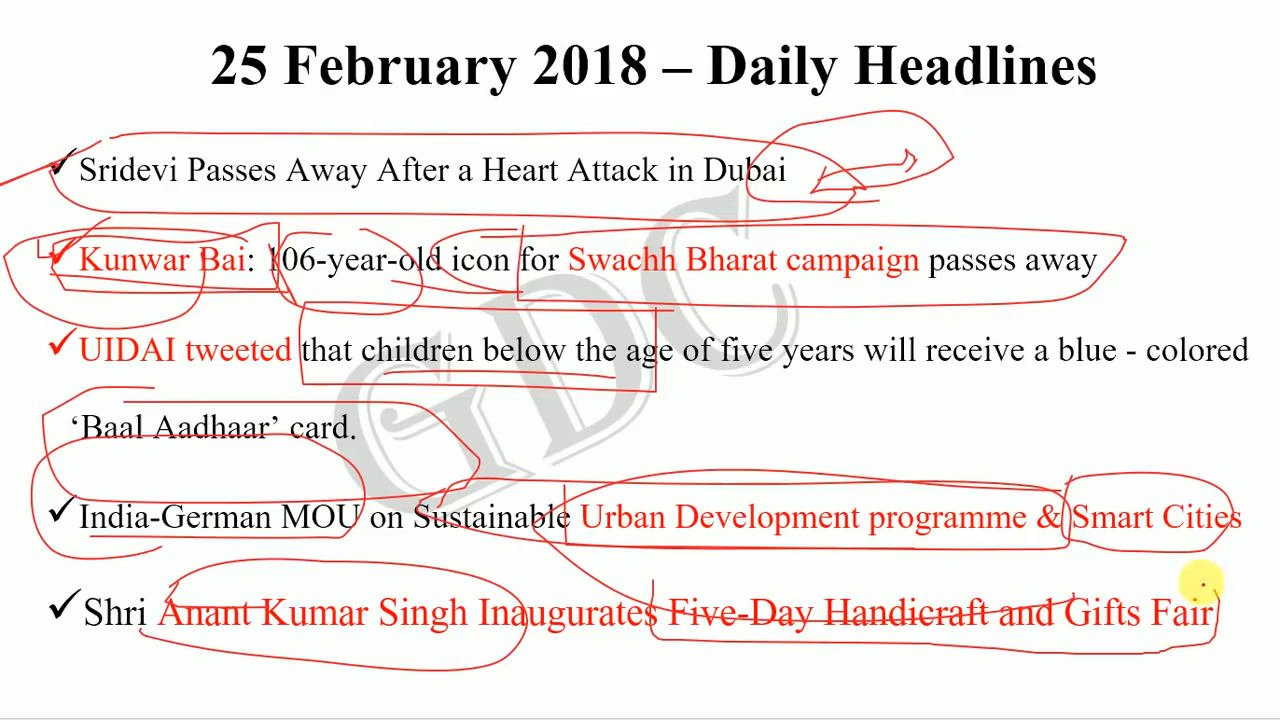 25 February 2018 – Daily Headlines
✓Sridevi Passes Away After a Heart Attack in Dubai
✓Kunwar Bai: 106-year-old icon for Swachh Bharat campaign passes away
✓UIDAI tweeted that children below the age of five years will receive a blue - colored
‘Baal Aadhaar’ card.
✓India-German MOU on Sustainable Urban Development programme & Smart Cities
✓Shri Anant Kumar Singh Inaugurates Five-Day Handicraft and Gifts Fair
GDC